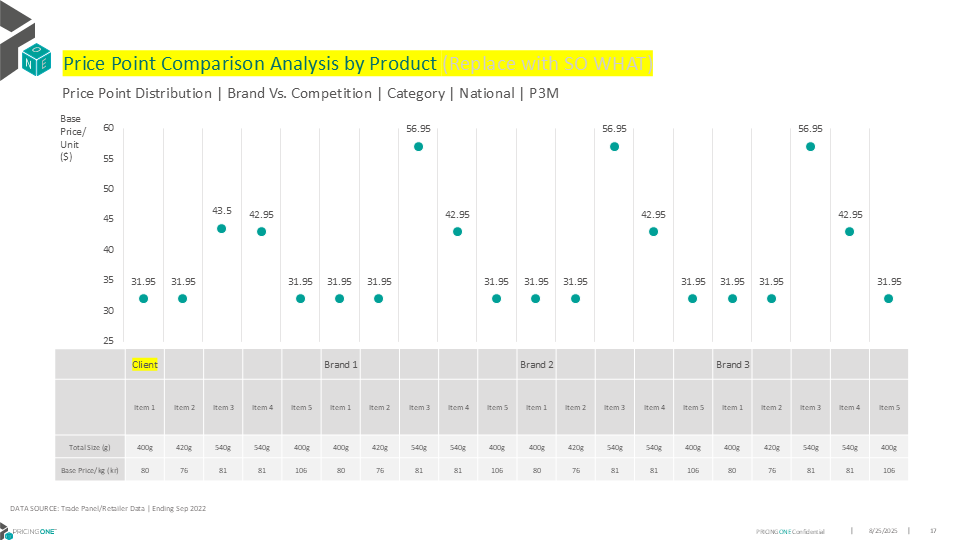 O
N E
Price Point Comparison Analysis by Product (Replace with SO WHAT)
Price Point Distribution | Brand Vs. Competition | Category | National | P3M
Base
Price/
Unit
($)
60
55
50
45
40
35
30
25
31.95 31.95 43.5 42.95 31.95 31.95 31.95 56.95 42.95 31.95 31.95 31.95 56.95 42.95 31.95 31.95 31.95 56.95 42.95 31.95
Client Brand 1 Brand 2 Brand 3
Item 1 Item 2 Item 3 Item 4 Item 5 Item 1 Item 2 Item 3 Item 4 Item 5 Item 1 Item 2 Item 3 Item 4 Item 5 Item 1 Item 2 Item 3 Item 4 Item 5
Total Size (g) 400g 420g 540g 540g 400g 400g 420g 540g 540g 400g 400g 420g 540g 540g 400g 400g 420g 540g 540g 400g
Base Price/kg (kr) 80 76 81 81 106 80 76 81 81 106 80 76 81 81 106 80 76 81 81 106
DATA SOURCE: Trade Panel/Retailer Data | Ending Sep 2022
PRICINGONE™
PRICINGONE Confidential | 8/25/2025 | 17